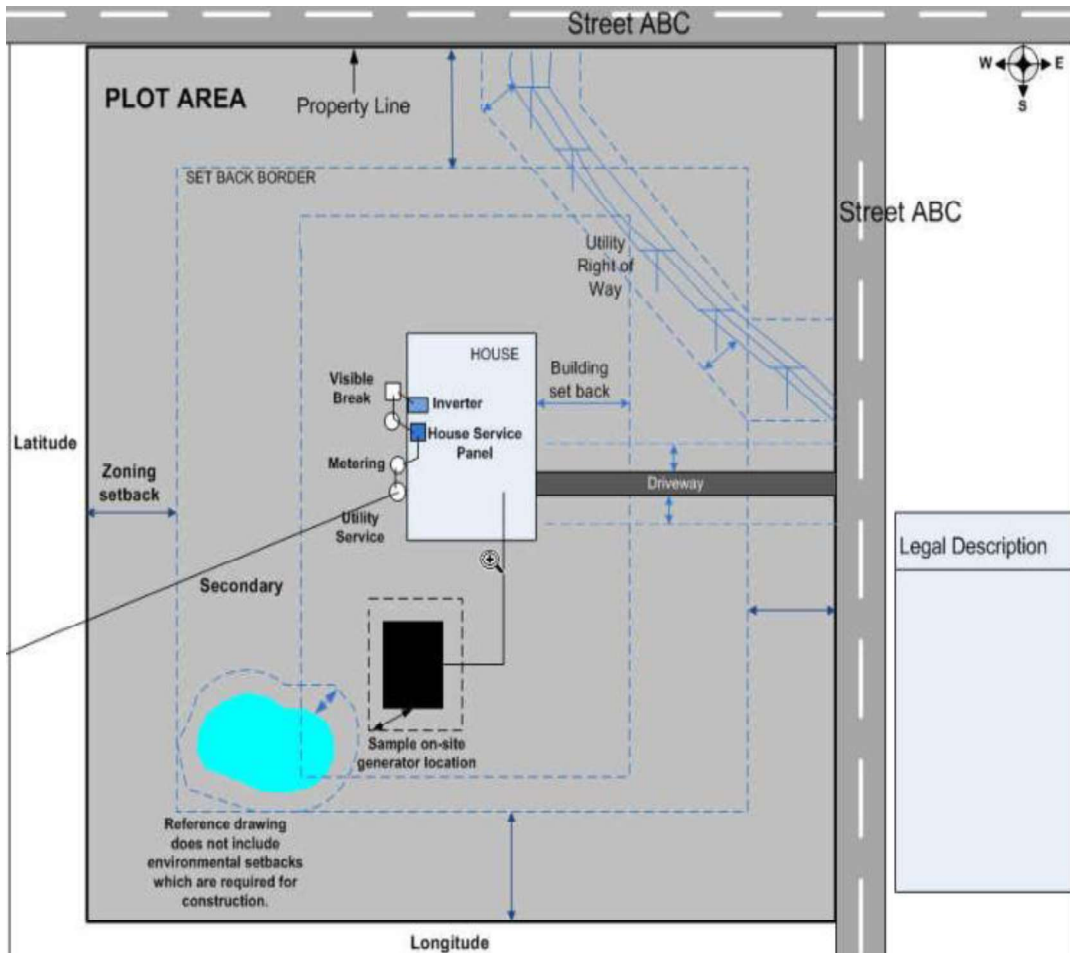 Street ABC
W
E
S
PLOT AREA
Property Line
SET BACK BORDER
Street ABC
Utility
Right of
Way
HOUSE
Visible
Break
Inverter
Building
set back
House Service
Panel
Latitude
Metering
Zoning
setback
Driveway
Utility
Service
Legal Description
Secondary
Sample on-site
generator location
Reference drawing
does not include
environmental setbacks
which are required for
construction.
Longitude